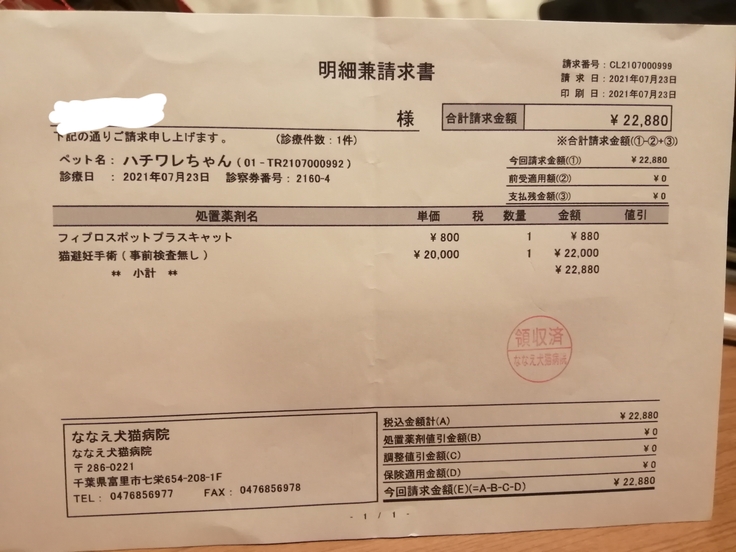 明細兼請求書
請求番号：CL2107000999
請 求 日：2021年07月23日
印 刷 日：2021年07月23日
様
合計請求金額 ￥22,880
下記の通りご請求申し上げます。 （診療件数：1件）
※合計請求金額(①-②+③)
ペット名： ハチワレちゃん ( 01 - TR2107000992 )
診療日 ： 2021年07月23日 診察券番号： 2160-4
今回請求金額(①) ￥22,880
前受適用額(②) ￥0
支払残金額(③) ￥0
処置薬剤名 単価 税 数量 金額 値引
フィプロスポットプラスキャット ￥800 1 ￥880
猫避妊手術 ( 事前検査無し ) ￥20,000 1 ￥22,000
** 小計 ** ￥22,880
領収済
ななえ犬猫病院
ななえ犬猫病院
ななえ犬猫病院
〒286-0221
千葉県富里市七栄654-208-1F
TEL： 0476856977 FAX： 0476856978
税込金額計(A) ￥22,880
処置薬剤値引金額(B) ￥0
調整値引金額(C) ￥0
保険適用金額(D) ￥0
今回請求金額(E)(=A-B-C-D) ￥22,880
- 1 / 1 -